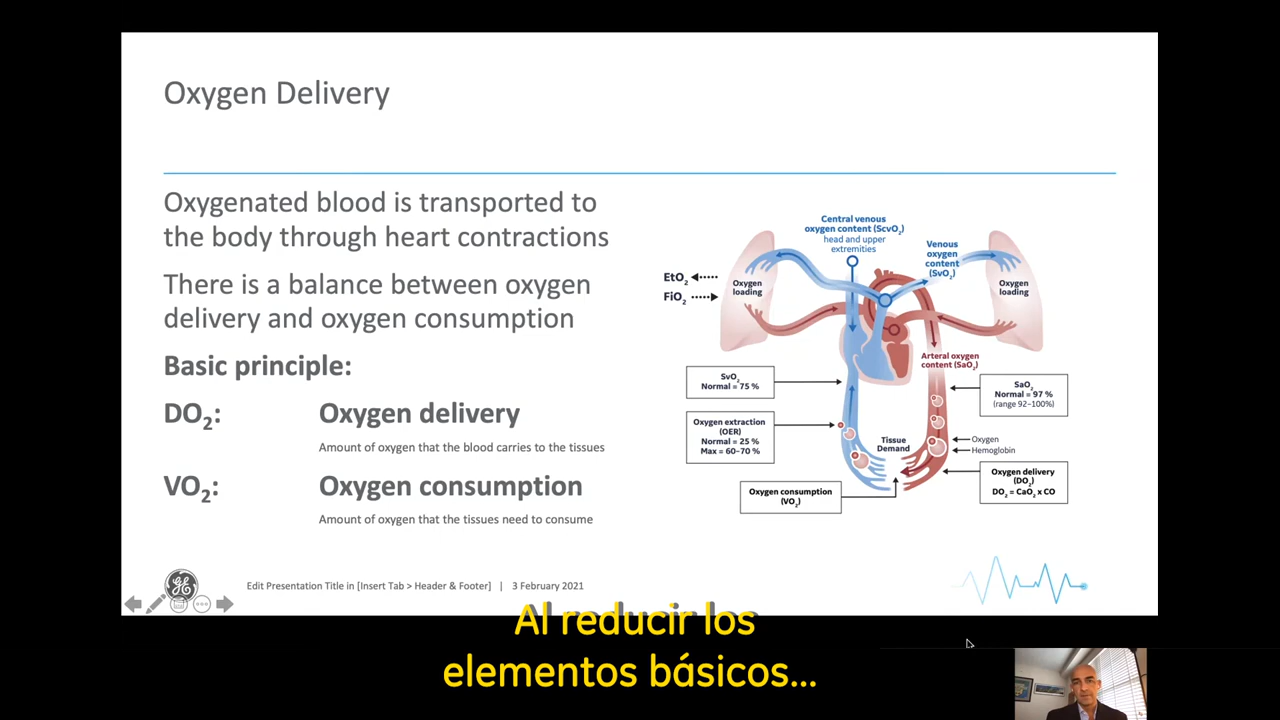 Oxygen Delivery
Oxygenated blood is transported to
the body through heart contractions
There is a balance between oxygen
delivery and oxygen consumption
Basic principle:
DO₂: Oxygen delivery
Amount of oxygen that the blood carries to the tissues
VO₂: Oxygen consumption
Amount of oxygen that the tissues need to consume
Central venous
oxygen content (ScvO₂)
head and upper
extremities
Venous
oxygen
content
(SvO₂)
EtO₂
FiO₂
Oxygen
loading
Oxygen
loading
Arteral oxygen
content (SaO₂)
SvO₂
Normal = 75 %
SaO₂
Normal = 97 %
(range 92–100%)
Oxygen extraction
(OER)
Normal = 25 %
Max = 60–70 %
Tissue
Demand
Oxygen
Hemoglobin
Oxygen consumption
(VO₂)
Oxygen delivery
(DO₂)
DO₂ = CaO₂ x CO
Edit Presentation Title in [Insert Tab > Header & Footer] | 3 February 2021
Al reducir los
elementos básicos...